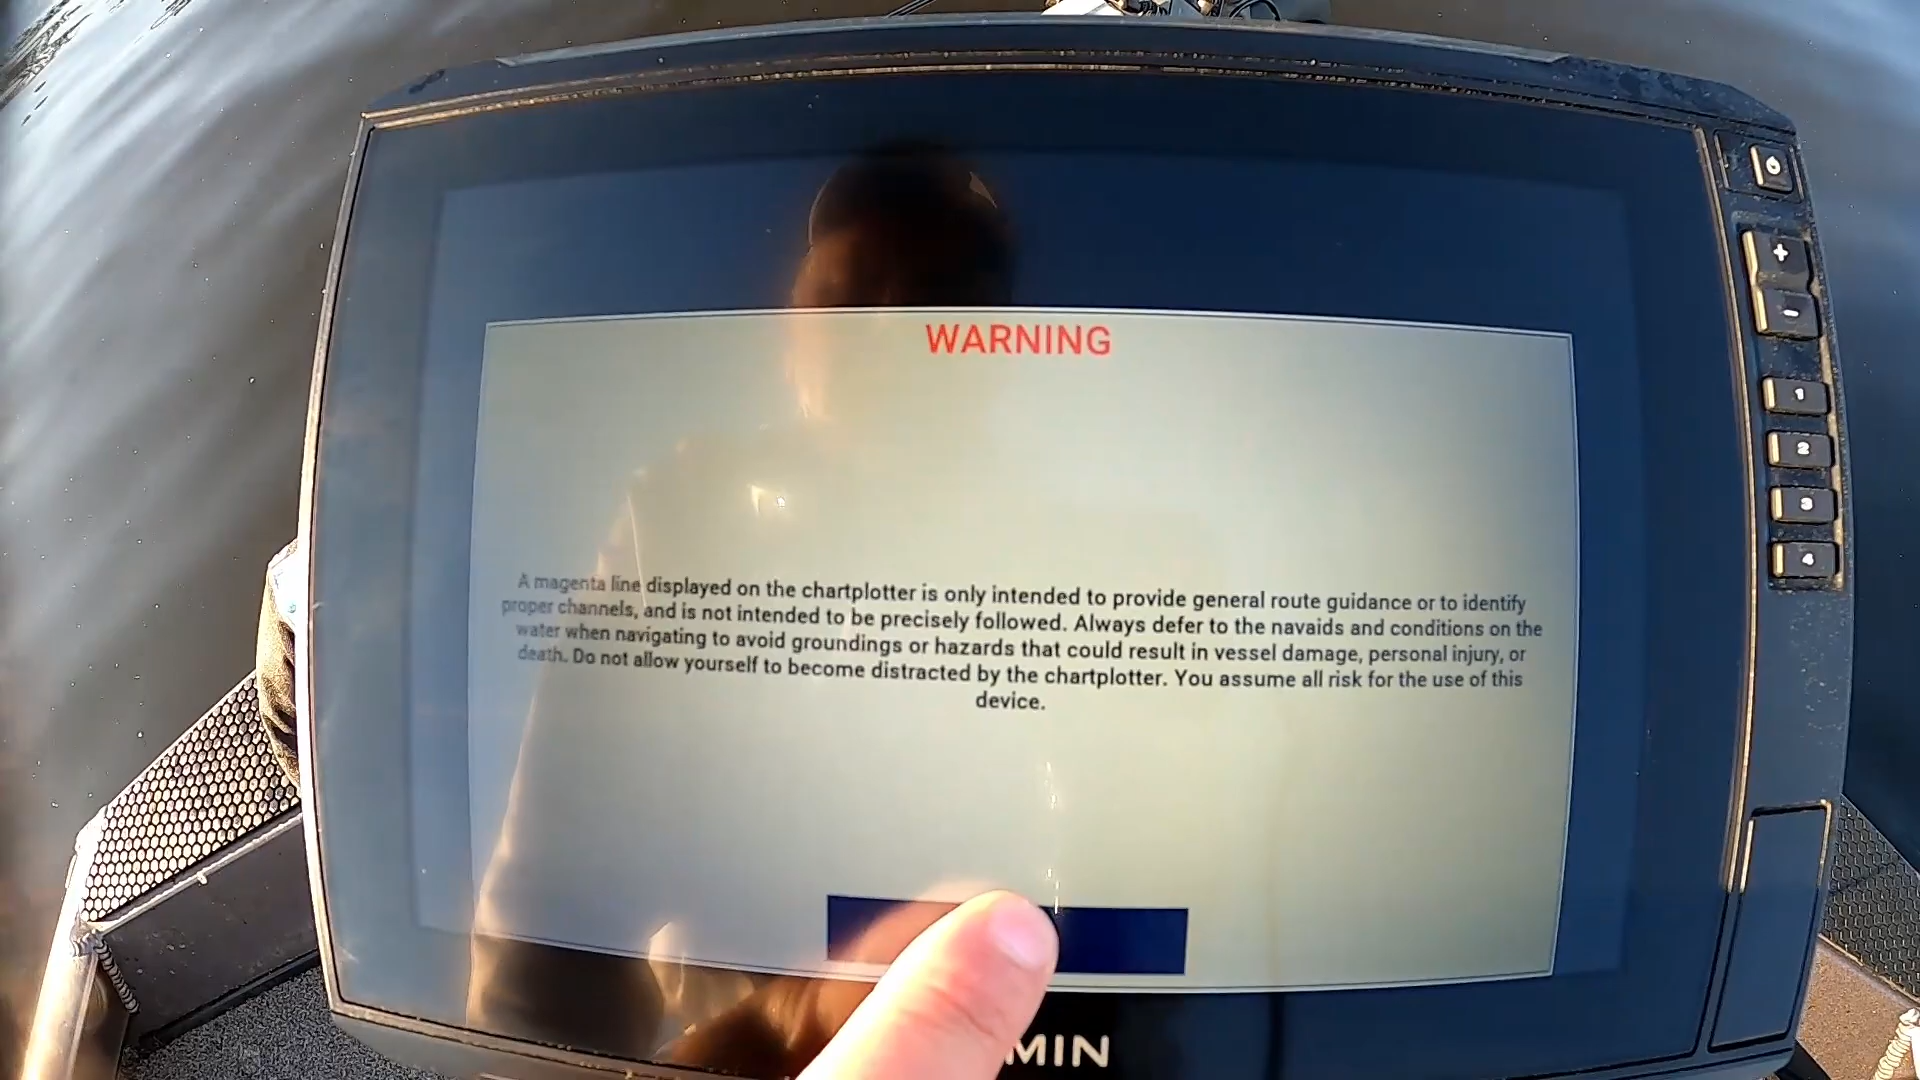 WARNING
A magenta line displayed on the chartplotter is only intended to provide general route guidance or to identify
proper channels, and is not intended to be precisely followed. Always defer to the navaids and conditions on the
water when navigating to avoid groundings or hazards that could result in vessel damage, personal injury, or
death. Do not allow yourself to become distracted by the chartplotter. You assume all risk for the use of this
device.
MIN
+
-
1
2
3
4